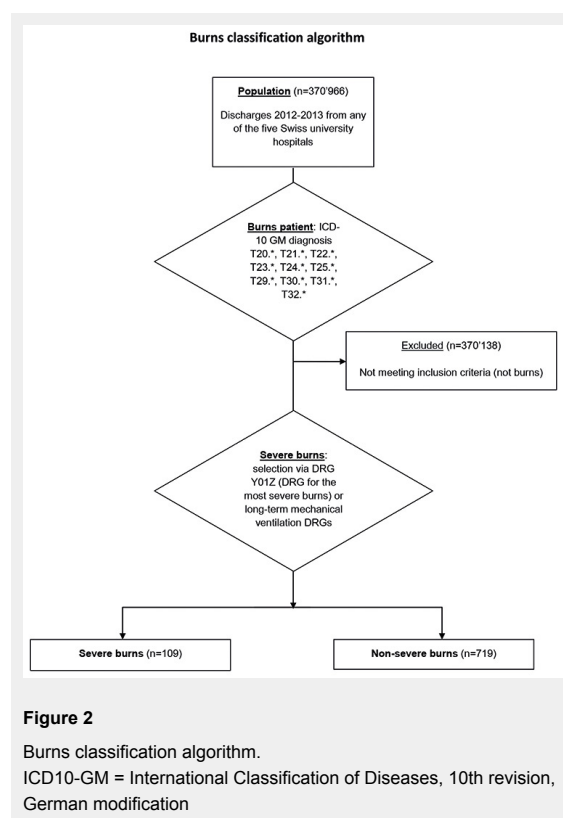 Burns classification algorithm
Population (n=370'966)
Discharges 2012-2013 from any
of the five Swiss university
hospitals
Burns patient: ICD-
10 GM diagnosis
T20.*, T21.*, T22.*,
T23.*, T24.*, T25.*,
T29.*, T30.*, T31.*,
T32.*
Excluded (n=370'138)
Not meeting inclusion criteria (not burns)
Severe burns:
selection via DRG
Y01Z (DRG for the
most severe burns) or
long-term mechanical
ventilation DRGs
Severe burns (n=109)
Non-severe burns (n=719)
Figure 2
Burns classification algorithm.
ICD10-GM = International Classification of Diseases, 10th revision,
German modification